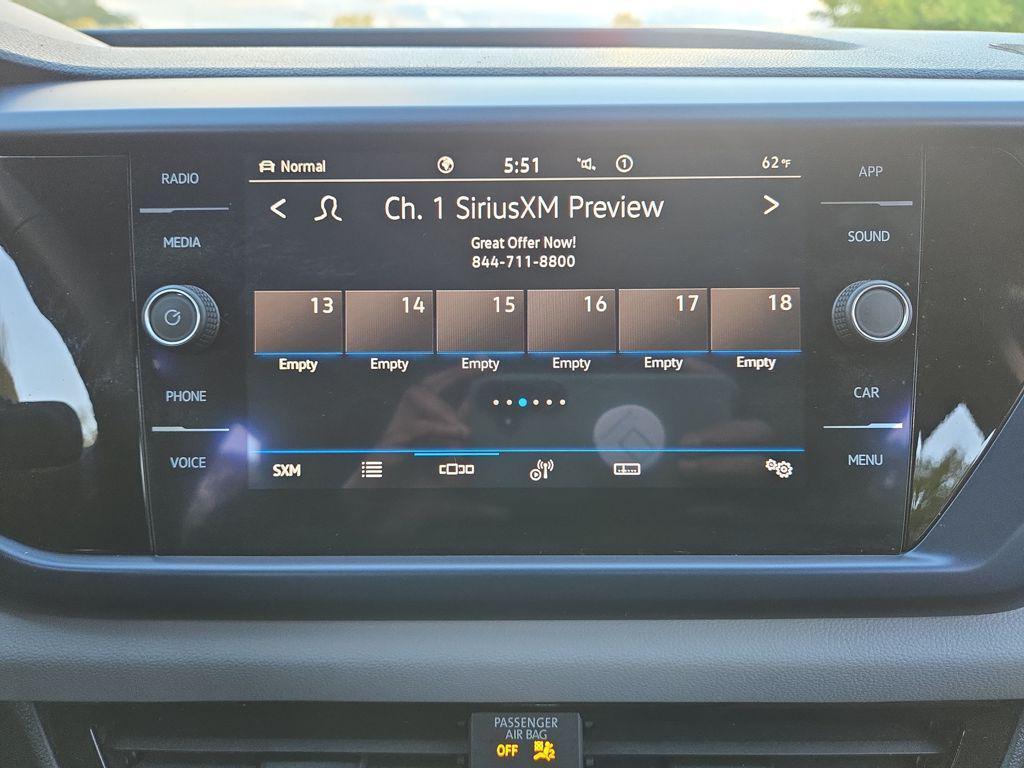 RADIO
MEDIA
PHONE
VOICE
Normal 5:51 1 62°F
< Ch. 1 SiriusXM Preview >
Great Offer Now!
844-711-8800
13 14 15 16 17 18
Empty Empty Empty Empty Empty Empty
SXM
APP
SOUND
CAR
MENU
PASSENGER
AIR BAG
OFF